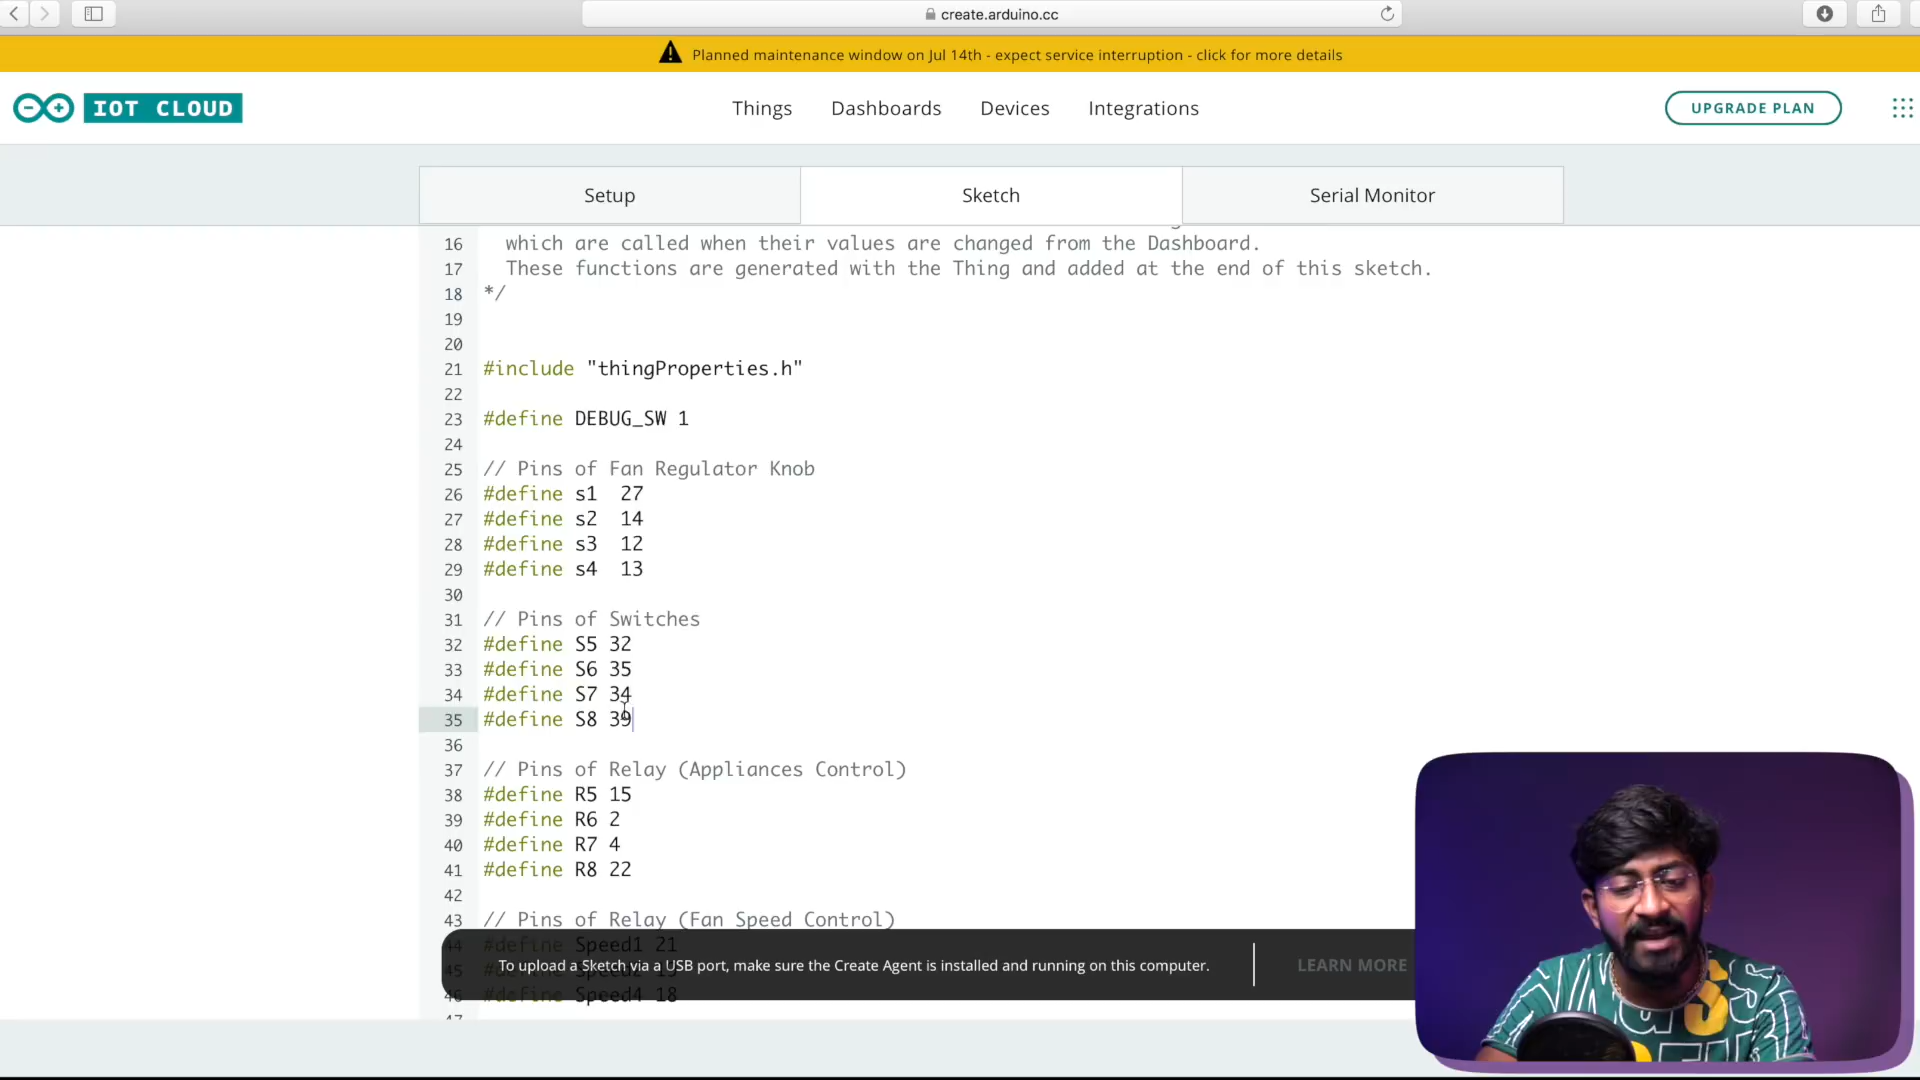 create.arduino.cc
Planned maintenance window on Jul 14th - expect service interruption - click for more details
IOT CLOUD
Things Dashboards Devices Integrations
UPGRADE PLAN
Setup
Sketch
Serial Monitor
16 which are called when their values are changed from the Dashboard.
17 These functions are generated with the Thing and added at the end of this sketch.
18 */
19
20
21 #include "thingProperties.h"
22
23 #define DEBUG_SW 1
24
25 // Pins of Fan Regulator Knob
26 #define s1  27
27 #define s2  14
28 #define s3  12
29 #define s4  13
30
31 // Pins of Switches
32 #define S5 32
33 #define S6 35
34 #define S7 34
35 #define S8 39
36
37 // Pins of Relay (Appliances Control)
38 #define R5 15
39 #define R6 2
40 #define R7 4
41 #define R8 22
42
43 // Pins of Relay (Fan Speed Control)
44 #define Speed1 21
To upload a Sketch via a USB port, make sure the Create Agent is installed and running on this computer.
LEARN MORE
46 #define Speed4 18
47